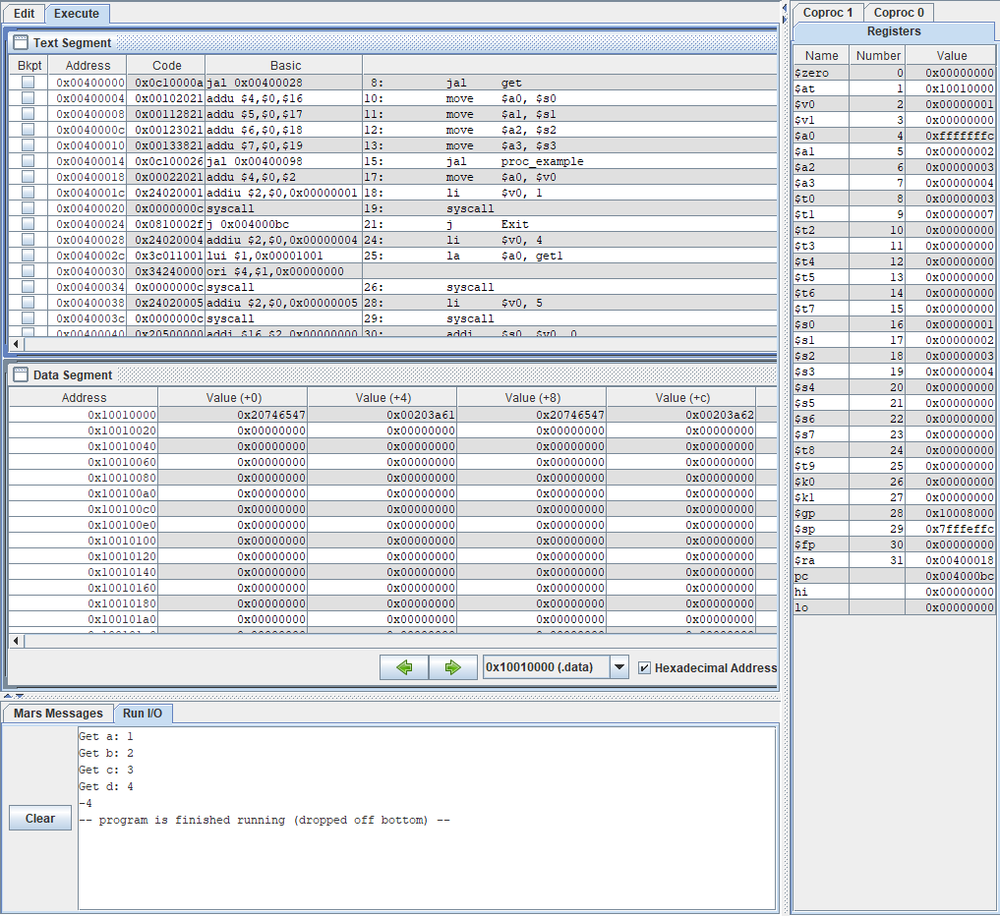 Edit Execute
Text Segment
Bkpt Address Code Basic
0x00400000 0x0c10000a jal 0x00400028 8: jal get
0x00400004 0x00102021 addu $4,$0,$16 10: move $a0, $s0
0x00400008 0x00112821 addu $5,$0,$17 11: move $a1, $s1
0x0040000c 0x00123021 addu $6,$0,$18 12: move $a2, $s2
0x00400010 0x00133821 addu $7,$0,$19 13: move $a3, $s3
0x00400014 0x0c100026 jal 0x00400098 15: jal proc_example
0x00400018 0x00022021 addu $4,$0,$2 17: move $a0, $v0
0x0040001c 0x24020001 addiu $2,$0,0x00000001 18: li $v0, 1
0x00400020 0x0000000c syscall 19: syscall
0x00400024 0x0810002f j 0x004000bc 21: j Exit
0x00400028 0x24020004 addiu $2,$0,0x00000004 24: li $v0, 4
0x0040002c 0x3c011001 lui $1,0x00001001 25: la $a0, get1
0x00400030 0x34240000 ori $4,$1,0x00000000
0x00400034 0x0000000c syscall 26: syscall
0x00400038 0x24020005 addiu $2,$0,0x00000005 28: li $v0, 5
0x0040003c 0x0000000c syscall 29: syscall
0x00400040 0x20500000 addi $16,$2,0x00000000 30: addi $s0, $v0, 0
Data Segment
Address Value (+0) Value (+4) Value (+8) Value (+c)
0x10010000 0x20746547 0x00203a61 0x20746547 0x00203a62
0x10010020 0x00000000 0x00000000 0x00000000 0x00000000
0x10010040 0x00000000 0x00000000 0x00000000 0x00000000
0x10010060 0x00000000 0x00000000 0x00000000 0x00000000
0x10010080 0x00000000 0x00000000 0x00000000 0x00000000
0x100100a0 0x00000000 0x00000000 0x00000000 0x00000000
0x100100c0 0x00000000 0x00000000 0x00000000 0x00000000
0x100100e0 0x00000000 0x00000000 0x00000000 0x00000000
0x10010100 0x00000000 0x00000000 0x00000000 0x00000000
0x10010120 0x00000000 0x00000000 0x00000000 0x00000000
0x10010140 0x00000000 0x00000000 0x00000000 0x00000000
0x10010160 0x00000000 0x00000000 0x00000000 0x00000000
0x10010180 0x00000000 0x00000000 0x00000000 0x00000000
0x100101a0 0x00000000 0x00000000 0x00000000 0x00000000
0x10010000 (.data) Hexadecimal Address
Mars Messages Run I/O
Clear
Get a: 1
Get b: 2
Get c: 3
Get d: 4
-4
-- program is finished running (dropped off bottom) --
Coproc 1 Coproc 0
Registers
Name Number Value
$zero 0 0x00000000
$at 1 0x10010000
$v0 2 0x00000001
$v1 3 0x00000000
$a0 4 0xfffffffc
$a1 5 0x00000002
$a2 6 0x00000003
$a3 7 0x00000004
$t0 8 0x00000003
$t1 9 0x00000007
$t2 10 0x00000000
$t3 11 0x00000000
$t4 12 0x00000000
$t5 13 0x00000000
$t6 14 0x00000000
$t7 15 0x00000000
$s0 16 0x00000001
$s1 17 0x00000002
$s2 18 0x00000003
$s3 19 0x00000004
$s4 20 0x00000000
$s5 21 0x00000000
$s6 22 0x00000000
$s7 23 0x00000000
$t8 24 0x00000000
$t9 25 0x00000000
$k0 26 0x00000000
$k1 27 0x00000000
$gp 28 0x10008000
$sp 29 0x7fffeffc
$fp 30 0x00000000
$ra 31 0x00400018
pc 0x004000bc
hi 0x00000000
lo 0x00000000